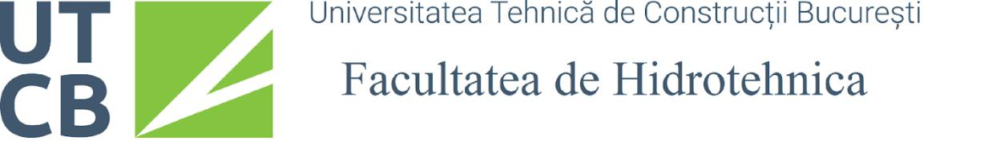 UT
CB
Universitatea Tehnică de Construcții București
Facultatea de Hidrotehnica